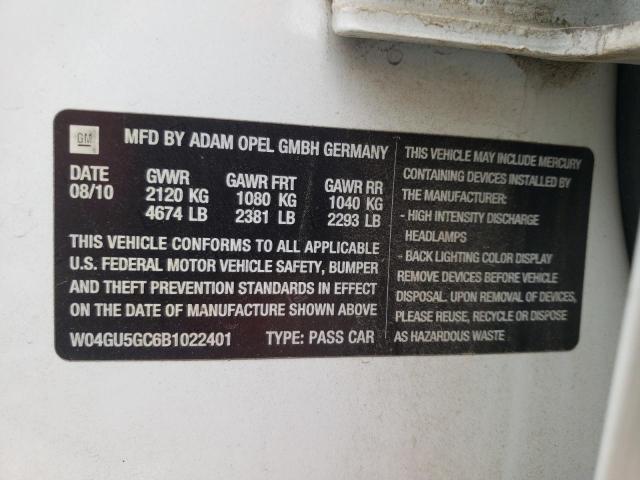 GM MFD BY ADAM OPEL GMBH GERMANY
DATE GVWR GAWR FRT GAWR RR
08/10 2120 KG 1080 KG 1040 KG
4674 LB 2381 LB 2293 LB
THIS VEHICLE CONFORMS TO ALL APPLICABLE
U.S. FEDERAL MOTOR VEHICLE SAFETY, BUMPER
AND THEFT PREVENTION STANDARDS IN EFFECT
ON THE DATE OF MANUFACTURE SHOWN ABOVE
W04GU5GC6B1022401 TYPE: PASS CAR
THIS VEHICLE MAY INCLUDE MERCURY
CONTAINING DEVICES INSTALLED BY
THE MANUFACTURER:
- HIGH INTENSITY DISCHARGE
HEADLAMPS
- BACK LIGHTING COLOR DISPLAY
REMOVE DEVICES BEFORE VEHICLE
DISPOSAL. UPON REMOVAL OF DEVICES,
PLEASE REUSE, RECYCLE OR DISPOSE
AS HAZARDOUS WASTE